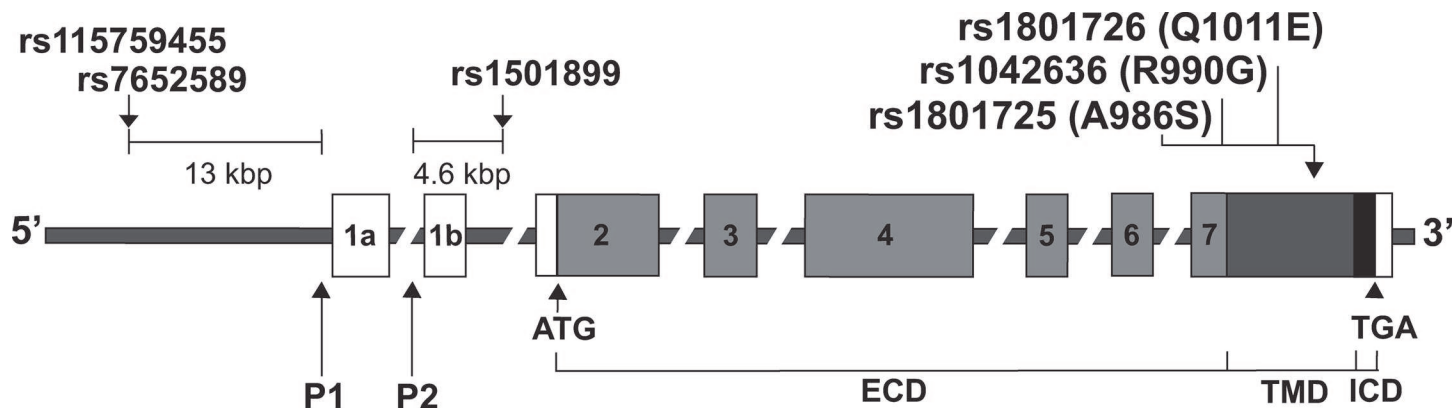 rs115759455
rs7652589
rs1501899
rs1801726 (Q1011E)
rs1042636 (R990G)
rs1801725 (A986S)
13 kbp
4.6 kbp
5’
1a
1b
2
3
4
5
6
7
3’
ATG
TGA
P1
P2
ECD
TMD
ICD